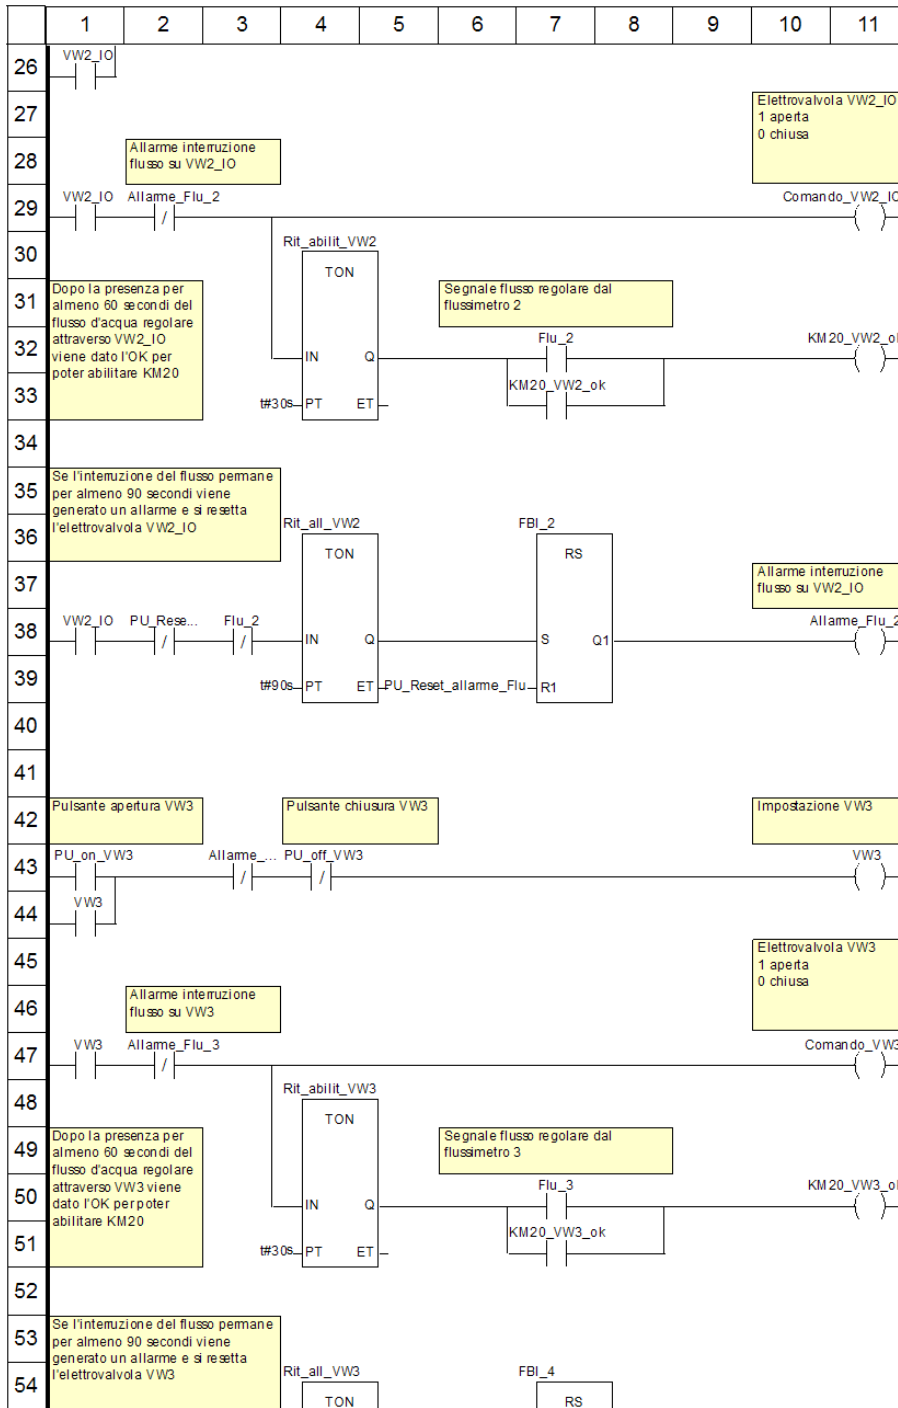 1 2 3 4 5 6 7 8 9 10 11
26
VW2_IO
27
Elettrovalvola VW2_IO
1 aperta
0 chiusa
28
Allarme interruzione
flusso su VW2_IO
29
VW2_IO Allarme_Flu_2 Comando_VW2_IO
30
Rit_abilit_VW2
TON
31
Dopo la presenza per
almeno 60 secondi del
flusso d'acqua regolare
attraverso VW2_IO
viene dato l'OK per
poter abilitare KM20
Segnale flusso regolare dal
flussimetro 2
32
Flu_2 KM20_VW2_ok
IN Q
33
KM20_VW2_ok
t#30s PT ET
34
35
Se l'interruzione del flusso permane
per almeno 90 secondi viene
generato un allarme e si resetta
l'elettrovalvola VW2_IO
36
Rit_all_VW2 FBI_2
TON RS
37
Allarme interruzione
flusso su VW2_IO
38
VW2_IO PU_Rese... Flu_2 Allarme_Flu_2
IN Q S Q1
39
t#90s PT ET PU_Reset_allarme_Flu R1
40
41
42
Pulsante apertura VW3 Pulsante chiusura VW3 Impostazione VW3
43
PU_on_VW3 Allarme_... PU_off_VW3 VW3
44
VW3
45
Elettrovalvola VW3
1 aperta
0 chiusa
46
Allarme interruzione
flusso su VW3
47
VW3 Allarme_Flu_3 Comando_VW3
48
Rit_abilit_VW3
TON
49
Dopo la presenza per
almeno 60 secondi del
flusso d'acqua regolare
attraverso VW3 viene
dato l'OK per poter
abilitare KM20
Segnale flusso regolare dal
flussimetro 3
50
Flu_3 KM20_VW3_ok
IN Q
51
KM20_VW3_ok
t#30s PT ET
52
53
Se l'interruzione del flusso permane
per almeno 90 secondi viene
generato un allarme e si resetta
l'elettrovalvola VW3
54
Rit_all_VW3 FBI_4
TON RS